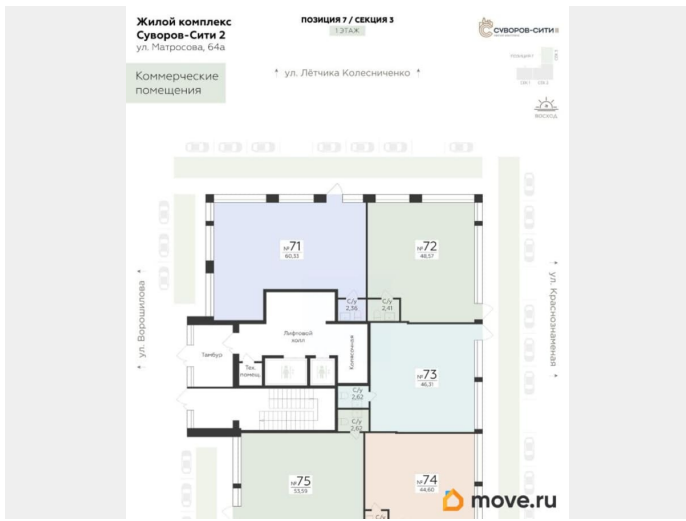 Жилой комплекс
Суворов-Сити 2
ул. Матросова, 64а
ПОЗИЦИЯ 7 / СЕКЦИЯ 3
1 ЭТАЖ
СУВОРОВ-СИТИ
Коммерческие
помещения
ул. Лётчика Колесниченко
ВОСХОД
№71
60,33
№72
48,57
С/у
2,36
С/у
2,41
ул. Ворошилова
ул. Краснознаменая
Тамбур
Лифтовой
холл
Колясочная
Тех.
помещ.
№73
46,31
С/у
2,62
С/у
2,62
№75
53,59
№74
44,60
С/у
move.ru